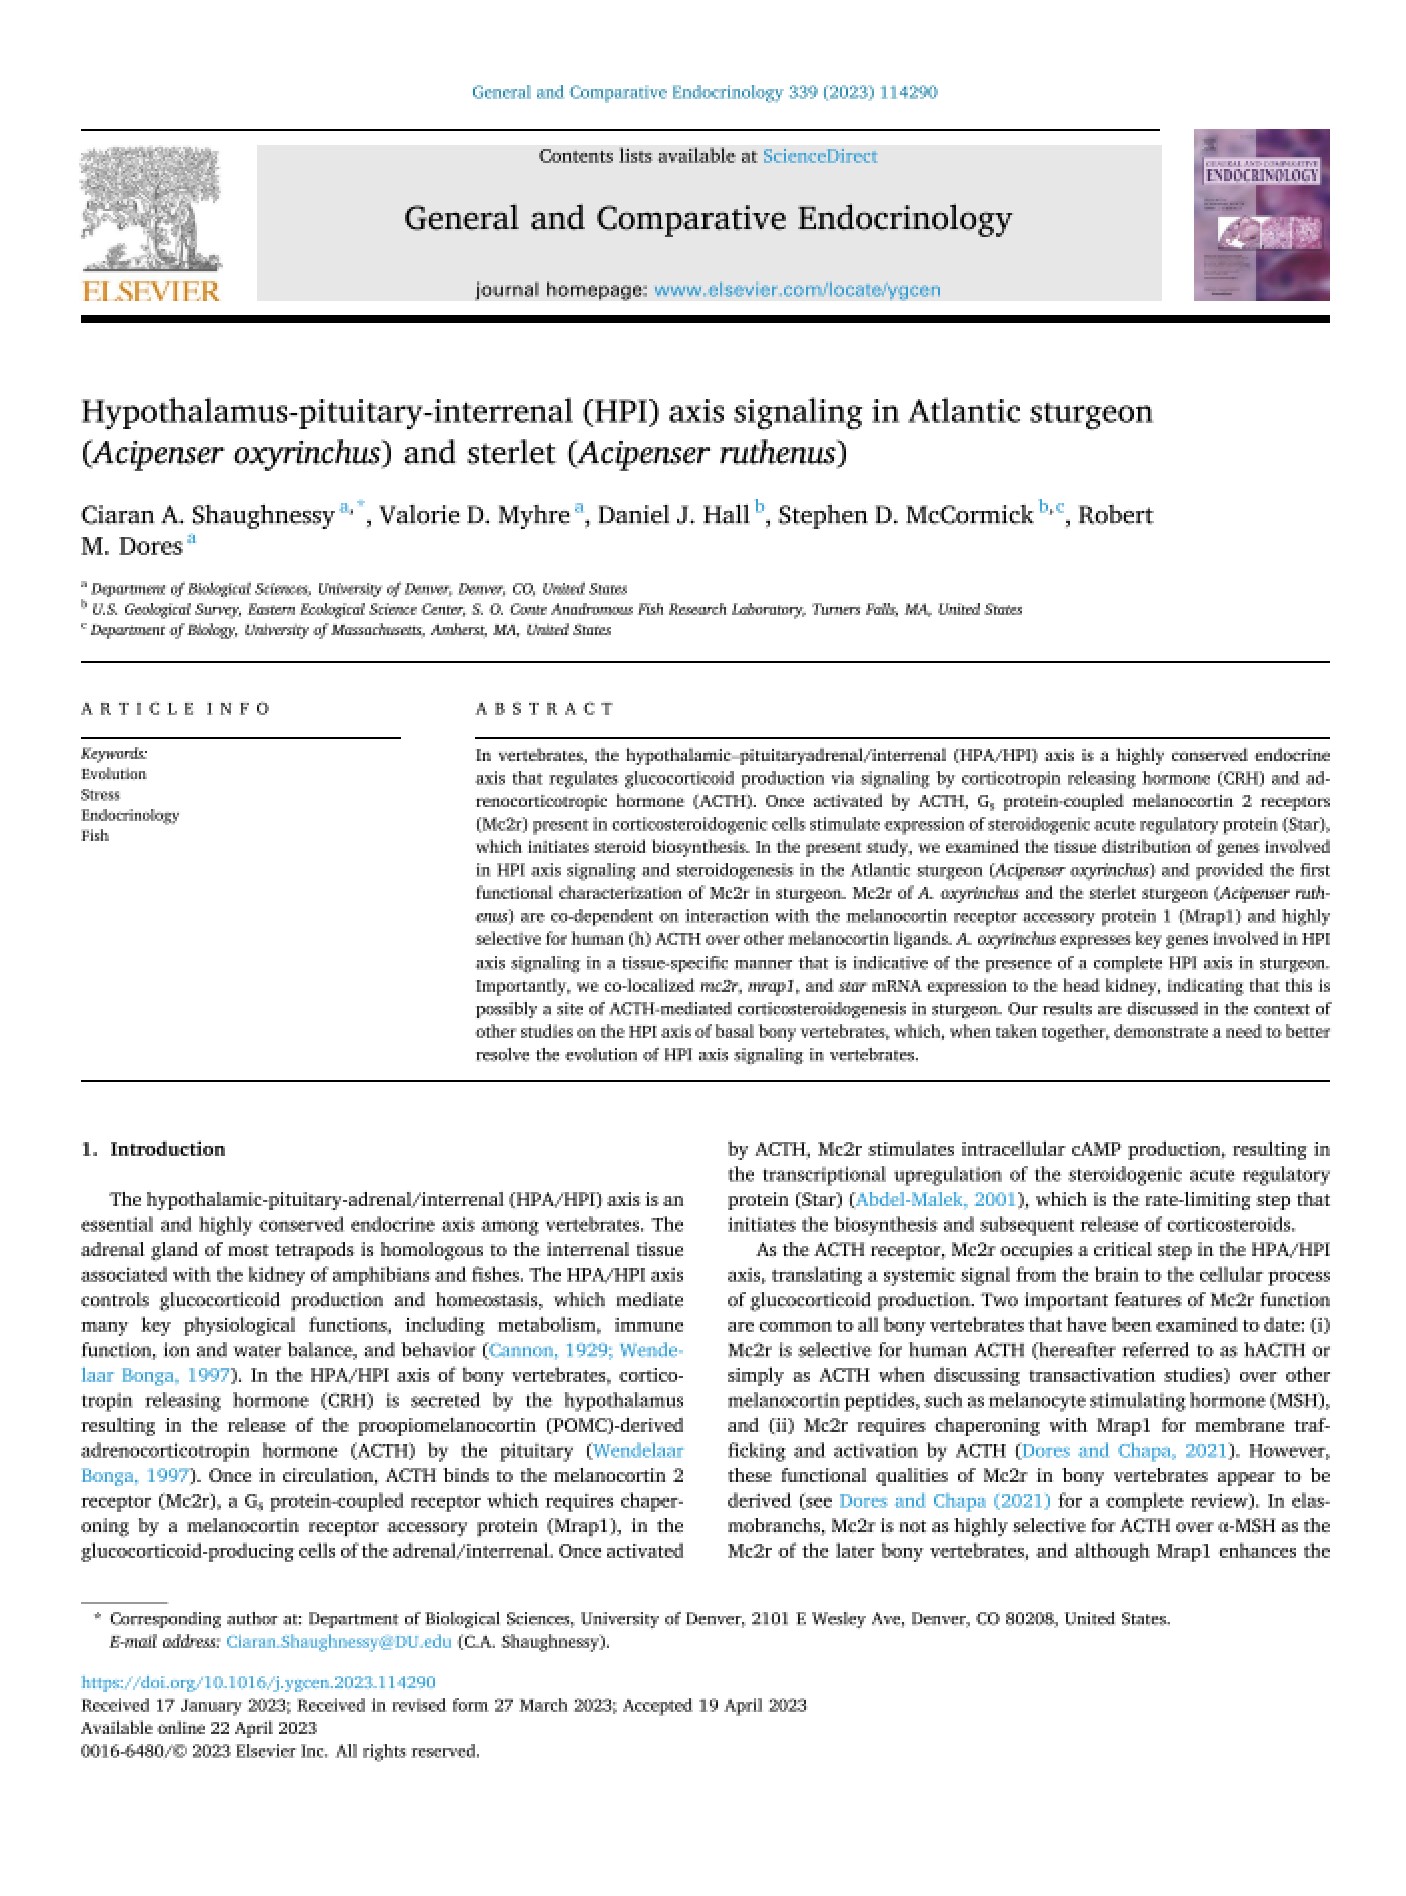 General and Comparative Endocrinology 339 (2023) 114290
Contents lists available at ScienceDirect
General and Comparative Endocrinology
journal homepage: www.elsevier.com/locate/ygcen
ELSEVIER
GENERAL AND COMPARATIVE
ENDOCRINOLOGY
Hypothalamus-pituitary-interrenal (HPI) axis signaling in Atlantic sturgeon
(Acipenser oxyrinchus) and sterlet (Acipenser ruthenus)
Ciaran A. Shaughnessy a,*, Valorie D. Myhre a, Daniel J. Hall b, Stephen D. McCormick b,c, Robert
M. Dores a
a Department of Biological Sciences, University of Denver, Denver, CO, United States
b U.S. Geological Survey, Eastern Ecological Science Center, S. O. Conte Anadromous Fish Research Laboratory, Turners Falls, MA, United States
c Department of Biology, University of Massachusetts, Amherst, MA, United States
ARTICLE INFO
Keywords:
Evolution
Stress
Endocrinology
Fish
ABSTRACT
In vertebrates, the hypothalamic–pituitaryadrenal/interrenal (HPA/HPI) axis is a highly conserved endocrine
axis that regulates glucocorticoid production via signaling by corticotropin releasing hormone (CRH) and ad-
renocorticotropic hormone (ACTH). Once activated by ACTH, Gs protein-coupled melanocortin 2 receptors
(Mc2r) present in corticosteroidogenic cells stimulate expression of steroidogenic acute regulatory protein (Star),
which initiates steroid biosynthesis. In the present study, we examined the tissue distribution of genes involved
in HPI axis signaling and steroidogenesis in the Atlantic sturgeon (Acipenser oxyrinchus) and provided the first
functional characterization of Mc2r in sturgeon. Mc2r of A. oxyrinchus and the sterlet sturgeon (Acipenser ruth-
enus) are co-dependent on interaction with the melanocortin receptor accessory protein 1 (Mrap1) and highly
selective for human (h) ACTH over other melanocortin ligands. A. oxyrinchus expresses key genes involved in HPI
axis signaling in a tissue-specific manner that is indicative of the presence of a complete HPI axis in sturgeon.
Importantly, we co-localized mc2r, mrap1, and star mRNA expression to the head kidney, indicating that this is
possibly a site of ACTH-mediated corticosteroidogenesis in sturgeon. Our results are discussed in the context of
other studies on the HPI axis of basal bony vertebrates, which, when taken together, demonstrate a need to better
resolve the evolution of HPI axis signaling in vertebrates.
1. Introduction
The hypothalamic-pituitary-adrenal/interrenal (HPA/HPI) axis is an
essential and highly conserved endocrine axis among vertebrates. The
adrenal gland of most tetrapods is homologous to the interrenal tissue
associated with the kidney of amphibians and fishes. The HPA/HPI axis
controls glucocorticoid production and homeostasis, which mediate
many key physiological functions, including metabolism, immune
function, ion and water balance, and behavior (Cannon, 1929; Wende-
laar Bonga, 1997). In the HPA/HPI axis of bony vertebrates, cortico-
tropin releasing hormone (CRH) is secreted by the hypothalamus
resulting in the release of the proopiomelanocortin (POMC)-derived
adrenocorticotropin hormone (ACTH) by the pituitary (Wendelaar
Bonga, 1997). Once in circulation, ACTH binds to the melanocortin 2
receptor (Mc2r), a Gs protein-coupled receptor which requires chaper-
oning by a melanocortin receptor accessory protein (Mrap1), in the
glucocorticoid-producing cells of the adrenal/interrenal. Once activated
by ACTH, Mc2r stimulates intracellular cAMP production, resulting in
the transcriptional upregulation of the steroidogenic acute regulatory
protein (Star) (Abdel-Malek, 2001), which is the rate-limiting step that
initiates the biosynthesis and subsequent release of corticosteroids.
As the ACTH receptor, Mc2r occupies a critical step in the HPA/HPI
axis, translating a systemic signal from the brain to the cellular process
of glucocorticoid production. Two important features of Mc2r function
are common to all bony vertebrates that have been examined to date: (i)
Mc2r is selective for human ACTH (hereafter referred to as hACTH or
simply as ACTH when discussing transactivation studies) over other
melanocortin peptides, such as melanocyte stimulating hormone (MSH),
and (ii) Mc2r requires chaperoning with Mrap1 for membrane traf-
ficking and activation by ACTH (Dores and Chapa, 2021). However,
these functional qualities of Mc2r in bony vertebrates appear to be
derived (see Dores and Chapa (2021) for a complete review). In elas-
mobranchs, Mc2r is not as highly selective for ACTH over α-MSH as the
Mc2r of the later bony vertebrates, and although Mrap1 enhances the
* Corresponding author at: Department of Biological Sciences, University of Denver, 2101 E Wesley Ave, Denver, CO 80208, United States.
E-mail address: Ciaran.Shaughnessy@DU.edu (C.A. Shaughnessy).
https://doi.org/10.1016/j.ygcen.2023.114290
Received 17 January 2023; Received in revised form 27 March 2023; Accepted 19 April 2023
Available online 22 April 2023
0016-6480/© 2023 Elsevier Inc. All rights reserved.